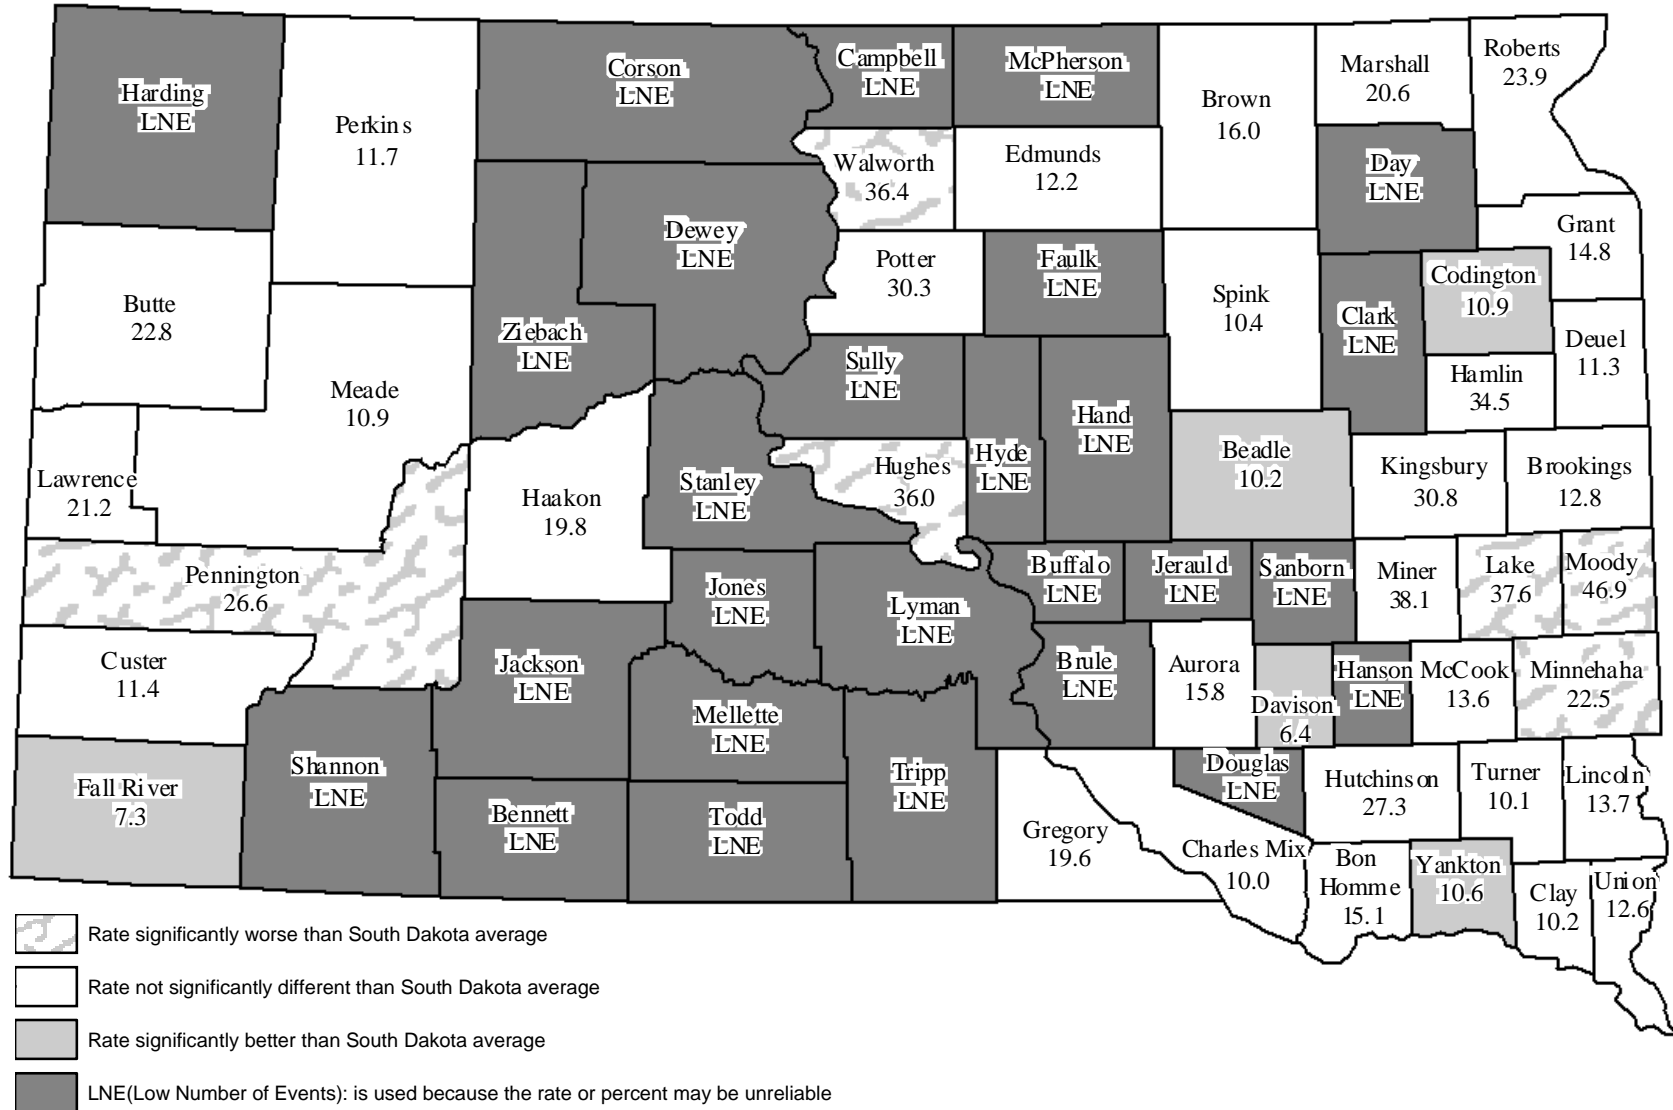 Harding
LNE
Perkins
11.7
Corson
LNE
Campbell
LNE
McPherson
LNE
Brown
16.0
Marshall
20.6
Roberts
23.9
Walworth
36.4
Edmunds
12.2
Day
LNE
Grant
14.8
Butte
22.8
Ziebach
LNE
Dewey
LNE
Potter
30.3
Faulk
LNE
Spink
10.4
Clark
LNE
Codington
10.9
Deuel
11.3
Hamlin
34.5
Meade
10.9
Sully
LNE
Hyde
LNE
Hand
LNE
Beadle
10.2
Kingsbury
30.8
Brookings
12.8
Lawrence
21.2
Haakon
19.8
Stanley
LNE
Hughes
36.0
Pennington
26.6
Jones
LNE
Lyman
LNE
Buffalo
LNE
Jerauld
LNE
Sanborn
LNE
Miner
38.1
Lake
37.6
Moody
46.9
Custer
11.4
Jackson
LNE
Mellette
LNE
Brule
LNE
Aurora
15.8
Davison
6.4
Hanson
LNE
McCook
13.6
Minnehaha
22.5
Fall River
7.3
Shannon
LNE
Bennett
LNE
Todd
LNE
Tripp
LNE
Gregory
19.6
Douglas
LNE
Charles Mix
10.0
Hutchinson
27.3
Turner
10.1
Lincoln
13.7
Bon
Homme
15.1
Yankton
10.6
Clay
10.2
Union
12.6
Rate significantly worse than South Dakota average
Rate not significantly different than South Dakota average
Rate significantly better than South Dakota average
LNE(Low Number of Events): is used because the rate or percent may be unreliable